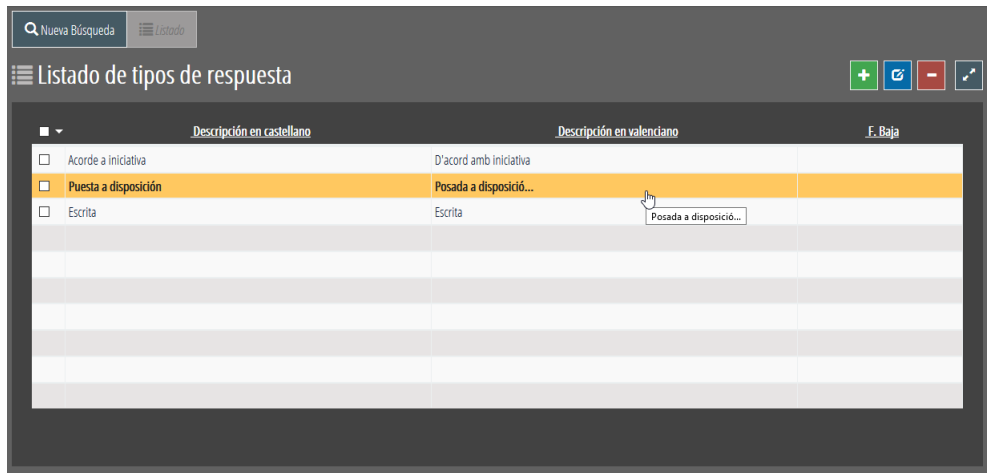 Nueva Búsqueda Listado
Listado de tipos de respuesta
Descripción en castellano Descripción en valenciano F. Baja
Acorde a iniciativa D'acord amb iniciativa
Puesta a disposición Posada a disposició...
Escrita Escrita
Posada a disposició...